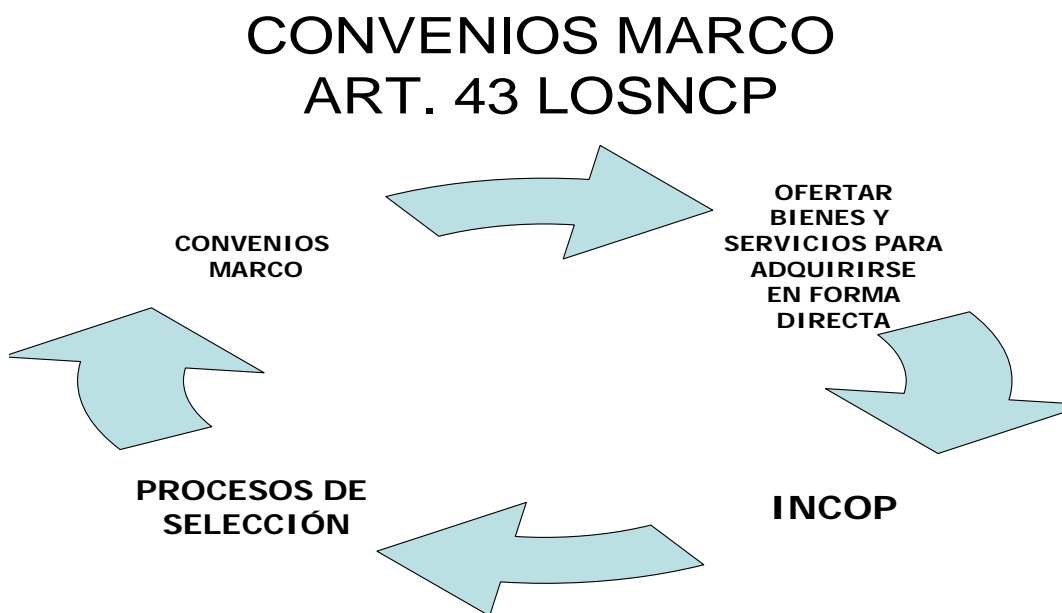 CONVENIOS MARCO
ART. 43 LOSNCP
CONVENIOS
MARCO
OFERTAR
BIENES Y
SERVICIOS PARA
ADQUIRIRSE
EN FORMA
DIRECTA
INCOP
PROCESOS DE
SELECCIÓN